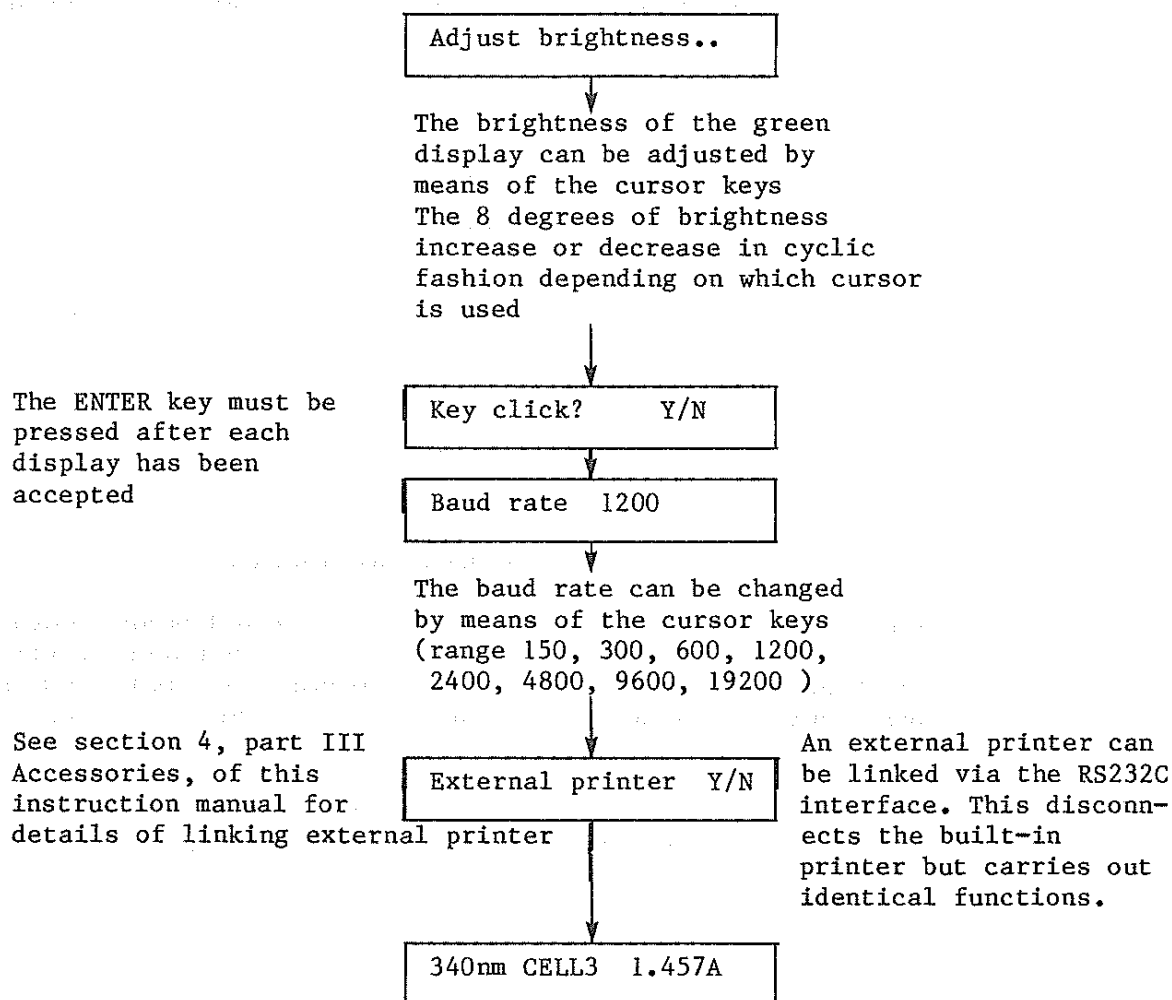 Adjust brightness..
The brightness of the green
display can be adjusted by
means of the cursor keys
The 8 degrees of brightness
increase or decrease in cyclic
fashion depending on which cursor
is used
The ENTER key must be
pressed after each
display has been
accepted
Key click? Y/N
Baud rate 1200
The baud rate can be changed
by means of the cursor keys
(range 150, 300, 600, 1200,
2400, 4800, 9600, 19200 )
See section 4, part III
Accessories, of this
instruction manual for
details of linking external printer
External printer Y/N
An external printer can
be linked via the RS232C
interface. This disconn-
ects the built-in
printer but carries out
identical functions.
340nm CELL3 1.457A